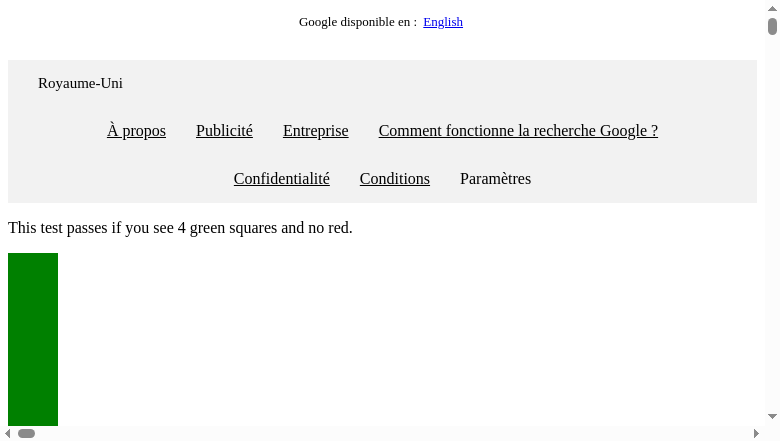 Google disponible en : English
Royaume-Uni
À propos Publicité Entreprise Comment fonctionne la recherche Google ?
Confidentialité Conditions Paramètres
This test passes if you see 4 green squares and no red.